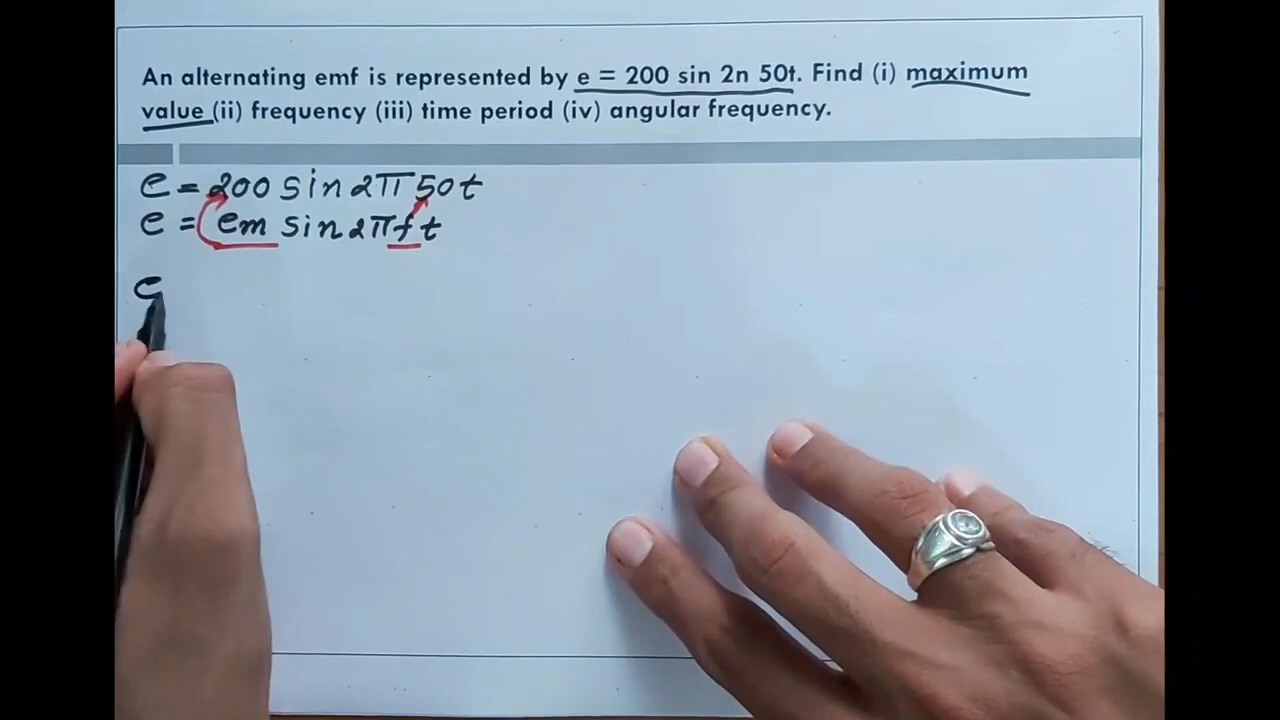 An alternating emf is represented by e = 200 sin 2n 50t. Find (i) maximum
value (ii) frequency (iii) time period (iv) angular frequency.
e = 200 sin 2π 50t
e = em sin 2π f t
e